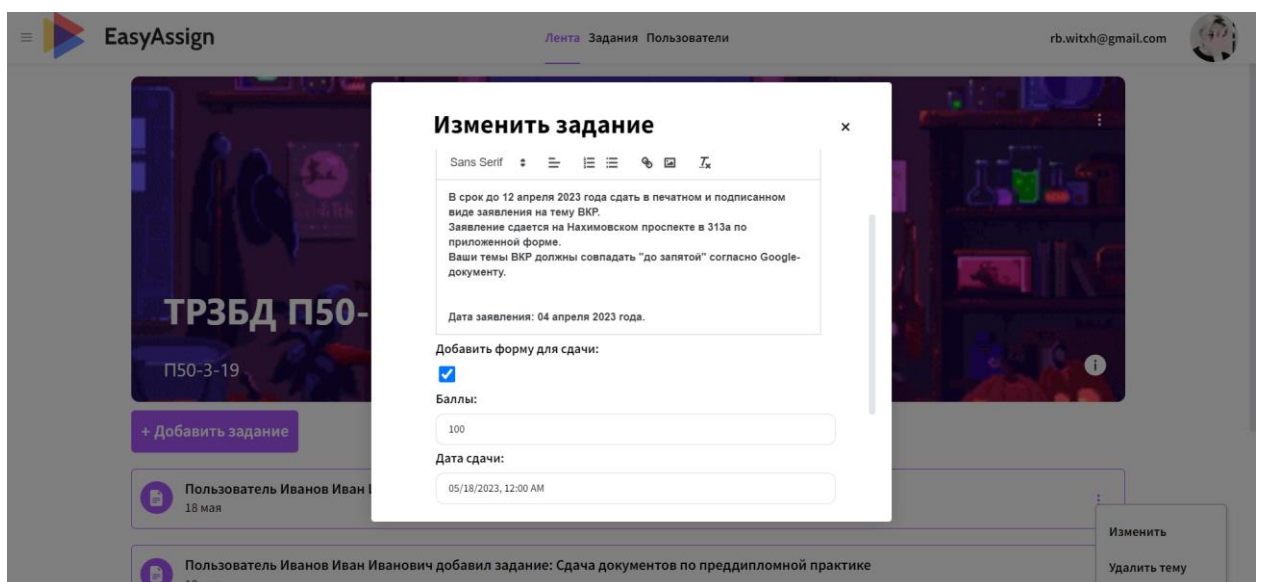 EasyAssign
Лента Задания Пользователи
rb.witxh@gmail.com
Изменить задание
×
Sans Serif
В срок до 12 апреля 2023 года сдать в печатном и подписанном
виде заявления на тему ВКР.
Заявление сдается на Нахимовском проспекте в 313а по
приложенной форме.
Ваши темы ВКР должны совпадать "до запятой" согласно Google-
документу.
Дата заявления: 04 апреля 2023 года.
ТРЗБД П50-
П50-3-19
Добавить форму для сдачи:
Баллы:
100
Дата сдачи:
05/18/2023, 12:00 AM
+ Добавить задание
Пользователь Иванов Иван
18 мая
Изменить
Удалить тему
Пользователь Иванов Иван Иванович добавил задание: Сдача документов по преддипломной практике